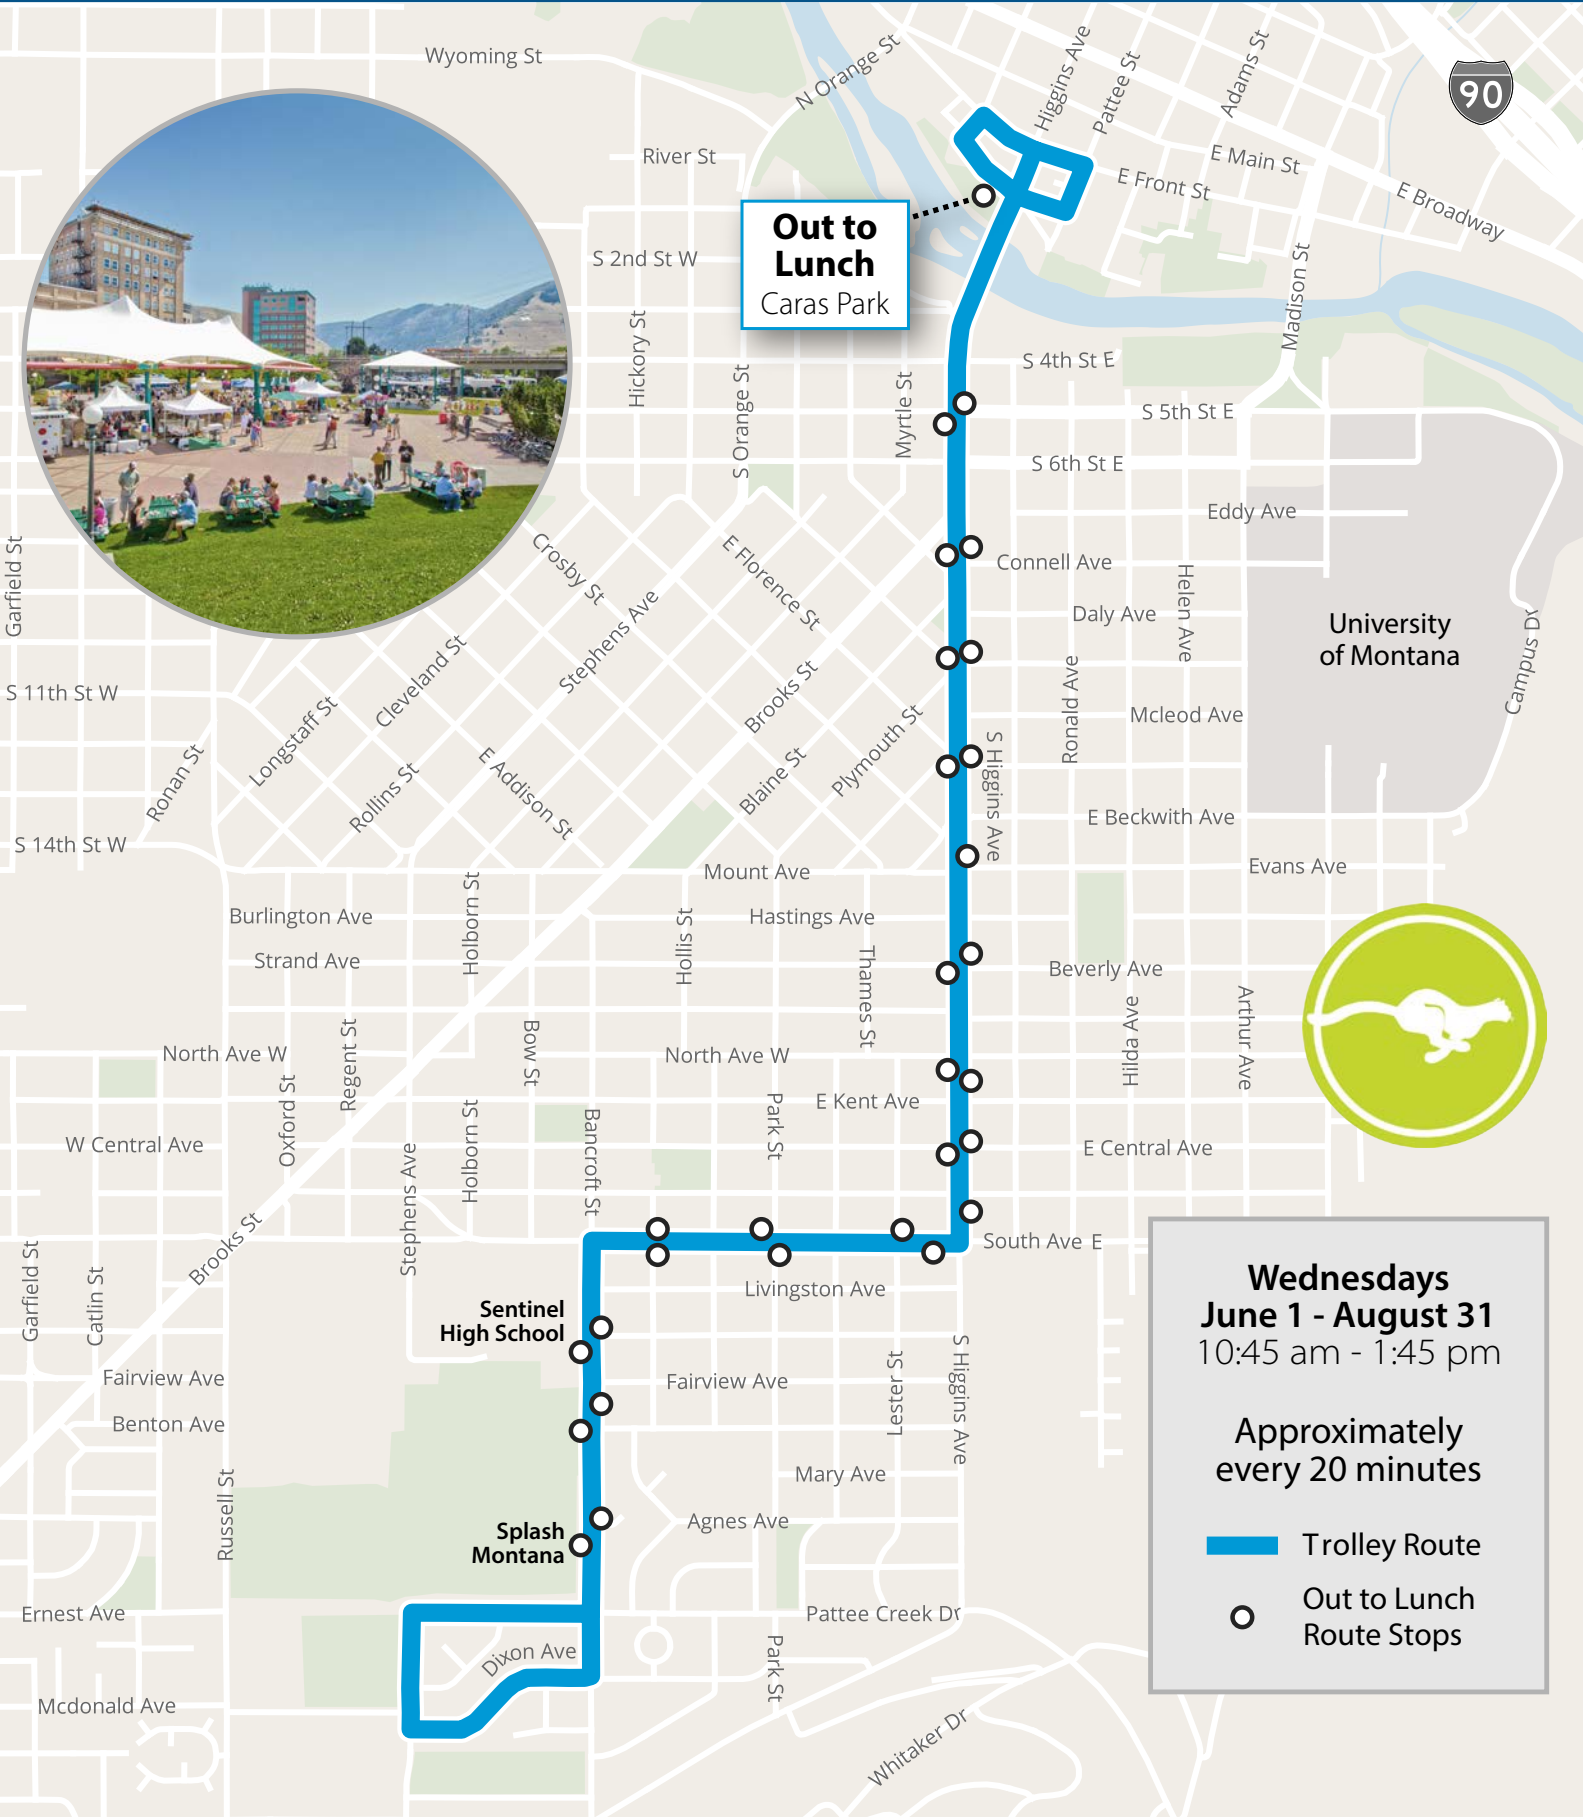 Wyoming St
N Orange St
Higgins Ave
Pattee St
Adams St
90
River St
E Main St
E Front St
E Broadway
Out to
Lunch
Caras Park
S 2nd St W
Hickory St
S Orange St
Myrtle St
Madison St
S 4th St E
S 5th St E
S 6th St E
Eddy Ave
Garfield St
Crosby St
E Florence St
Connell Ave
Helen Ave
Daly Ave
University
of Montana
Campus Dr
Stephens Ave
Cleveland St
S 11th St W
Longstaff St
Brooks St
Plymouth St
Ronald Ave
Mcleod Ave
Ronan St
Rollins St
E Addison St
Blaine St
S Higgins Ave
E Beckwith Ave
S 14th St W
Mount Ave
Evans Ave
Burlington Ave
Holborn St
Hollis St
Hastings Ave
Strand Ave
Thames St
Beverly Ave
Hilda Ave
Arthur Ave
North Ave W
Oxford St
Regent St
Bow St
North Ave W
E Kent Ave
Park St
W Central Ave
Stephens Ave
Holborn St
Bancroft St
E Central Ave
Brooks St
South Ave E
Garfield St
Catlin St
Livingston Ave
Sentinel
High School
Fairview Ave
Fairview Ave
Lester St
S Higgins Ave
Benton Ave
Russell St
Mary Ave
Agnes Ave
Splash
Montana
Ernest Ave
Pattee Creek Dr
Dixon Ave
Park St
Mcdonald Ave
Whitaker Dr
Wednesdays
June 1 - August 31
10:45 am - 1:45 pm
Approximately
every 20 minutes
Trolley Route
Out to Lunch
Route Stops